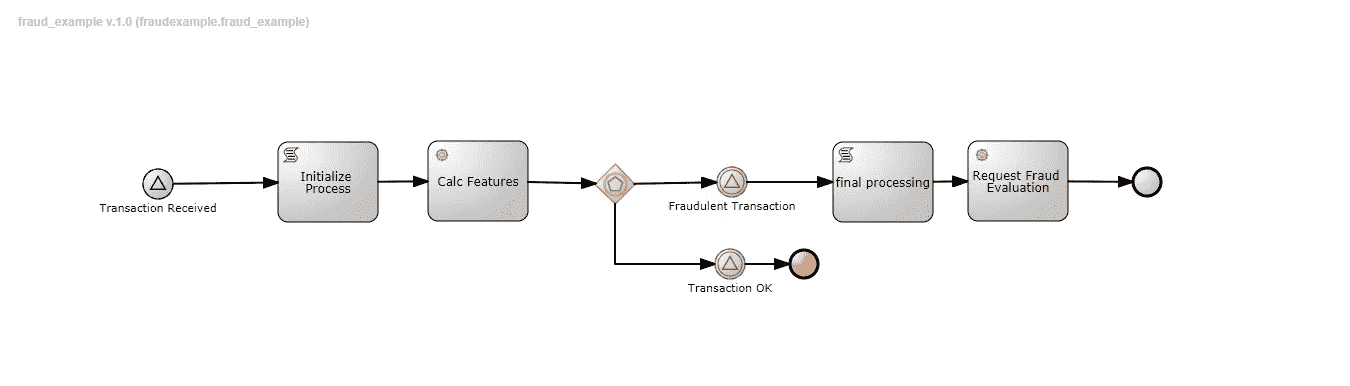 fraud_example v.1.0 (fraudexample.fraud_example)
Transaction Received
Initialize
Process
Calc Features
Fraudulent Transaction
final processing
Request Fraud
Evaluation
Transaction OK